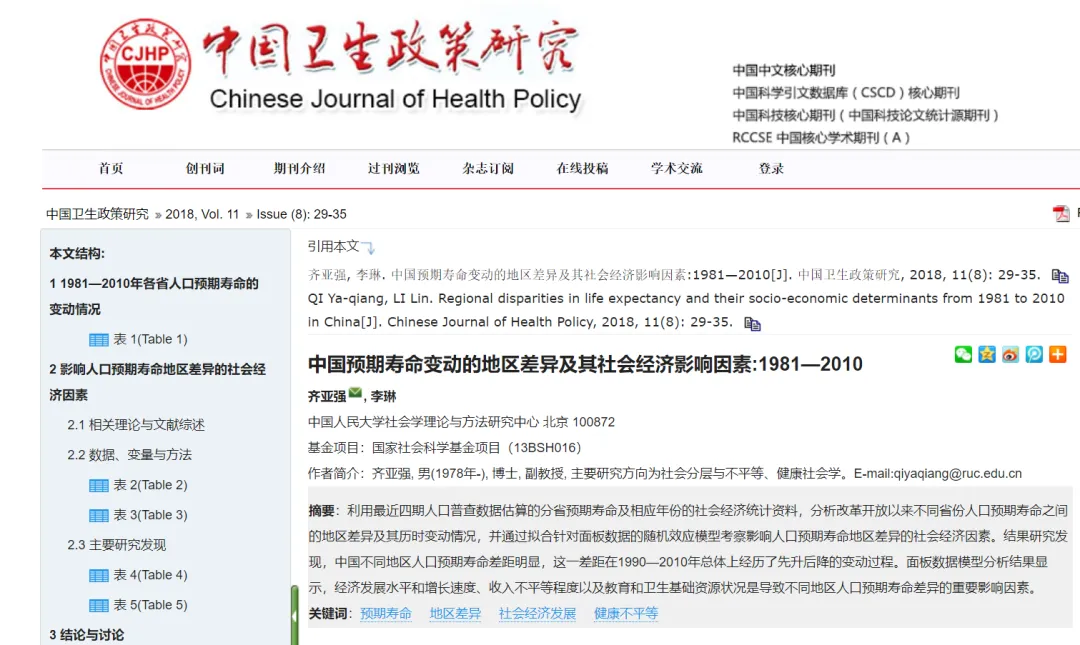 CJHP
中国卫生政策研究
Chinese Journal of Health Policy
中国中文核心期刊
中国科学引文数据库（CSCD）核心期刊
中国科技核心期刊（中国科技论文统计源期刊）
RCCSE 中国核心学术期刊（A）
首页 创刊词 期刊介绍 过刊浏览 杂志订阅 在线投稿 学术交流 登录
中国卫生政策研究 » 2018, Vol. 11 » Issue (8): 29-35
本文结构:
1 1981—2010年各省人口预期寿命的
变动情况
表 1(Table 1)
2 影响人口预期寿命地区差异的社会经
济因素
2.1 相关理论与文献综述
2.2 数据、变量与方法
表 2(Table 2)
表 3(Table 3)
2.3 主要研究发现
表 4(Table 4)
表 5(Table 5)
3 结论与讨论
引用本文
齐亚强, 李琳. 中国预期寿命变动的地区差异及其社会经济影响因素:1981—2010[J]. 中国卫生政策研究, 2018, 11(8): 29-35.
QI Ya-qiang, LI Lin. Regional disparities in life expectancy and their socio-economic determinants from 1981 to 2010
in China[J]. Chinese Journal of Health Policy, 2018, 11(8): 29-35.
中国预期寿命变动的地区差异及其社会经济影响因素:1981—2010
齐亚强, 李琳
中国人民大学社会学理论与方法研究中心 北京 100872
基金项目：国家社会科学基金项目（13BSH016）
作者简介：齐亚强, 男(1978年-), 博士, 副教授, 主要研究方向为社会分层与不平等、健康社会学。E-mail:qiyaqiang@ruc.edu.cn
摘要：利用最近四期人口普查数据估算的分省预期寿命及相应年份的社会经济统计资料，分析改革开放以来不同省份人口预期寿命之间
的地区差异及其历时变动情况，并通过拟合针对面板数据的随机效应模型考察影响人口预期寿命地区差异的社会经济因素。结果研究发
现，中国不同地区人口预期寿命差距明显，这一差距在1990—2010年总体上经历了先升后降的变动过程。面板数据模型分析结果显
示，经济发展水平和增长速度、收入不平等程度以及教育和卫生基础资源状况是导致不同地区人口预期寿命差异的重要影响因素。
关键词：预期寿命 地区差异 社会经济发展 健康不平等